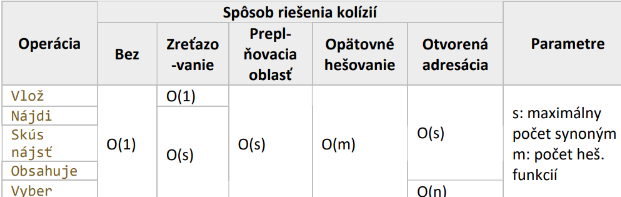 Spôsob riešenia kolízií
Operácia
Bez
Zreťazo
-vanie
Prepl-
ňovacia
oblasť
Opätovné
hešovanie
Otvorená
adresácia
Parametre
Vlož
Nájdi
Skús
nájsť
Obsahuje
Vyber
O(1)
O(1)
O(s)
O(s)
O(m)
O(s)
O(n)
s: maximálny
počet synoným
m: počet heš.
funkcií